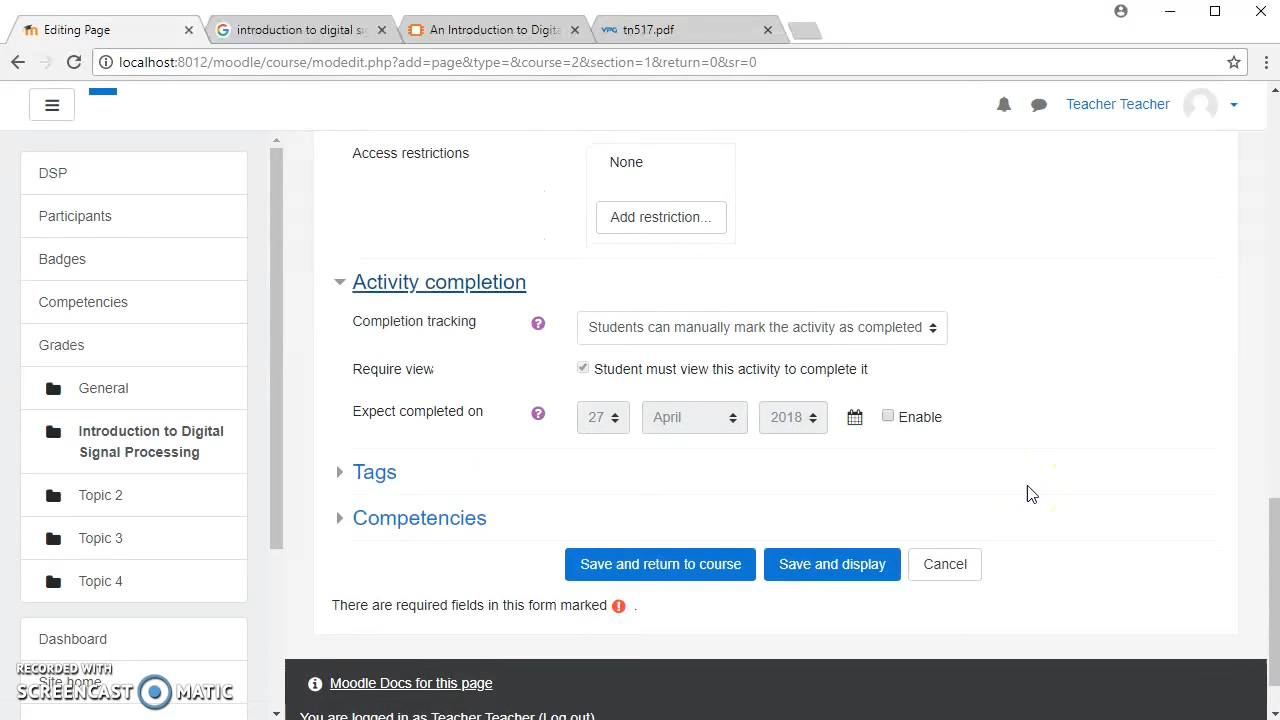 Editing Page
introduction to digital si
An Introduction to Digita
VPG tn517.pdf
localhost:8012/moodle/course/modedit.php?add=page&type=&course=2&section=1&return=0&sr=0
Teacher Teacher
DSP
Participants
Badges
Competencies
Grades
General
Introduction to Digital
Signal Processing
Topic 2
Topic 3
Topic 4
Dashboard
Site home
RECORDED WITH
SCREENCAST MATIC
Access restrictions
None
Add restriction...
Activity completion
Completion tracking ?
Students can manually mark the activity as completed
Require view
Student must view this activity to complete it
Expect completed on ?
27 April 2018 Enable
Tags
Competencies
Save and return to course Save and display Cancel
There are required fields in this form marked ! .
Moodle Docs for this page
You are logged in as Teacher Teacher (Log out)